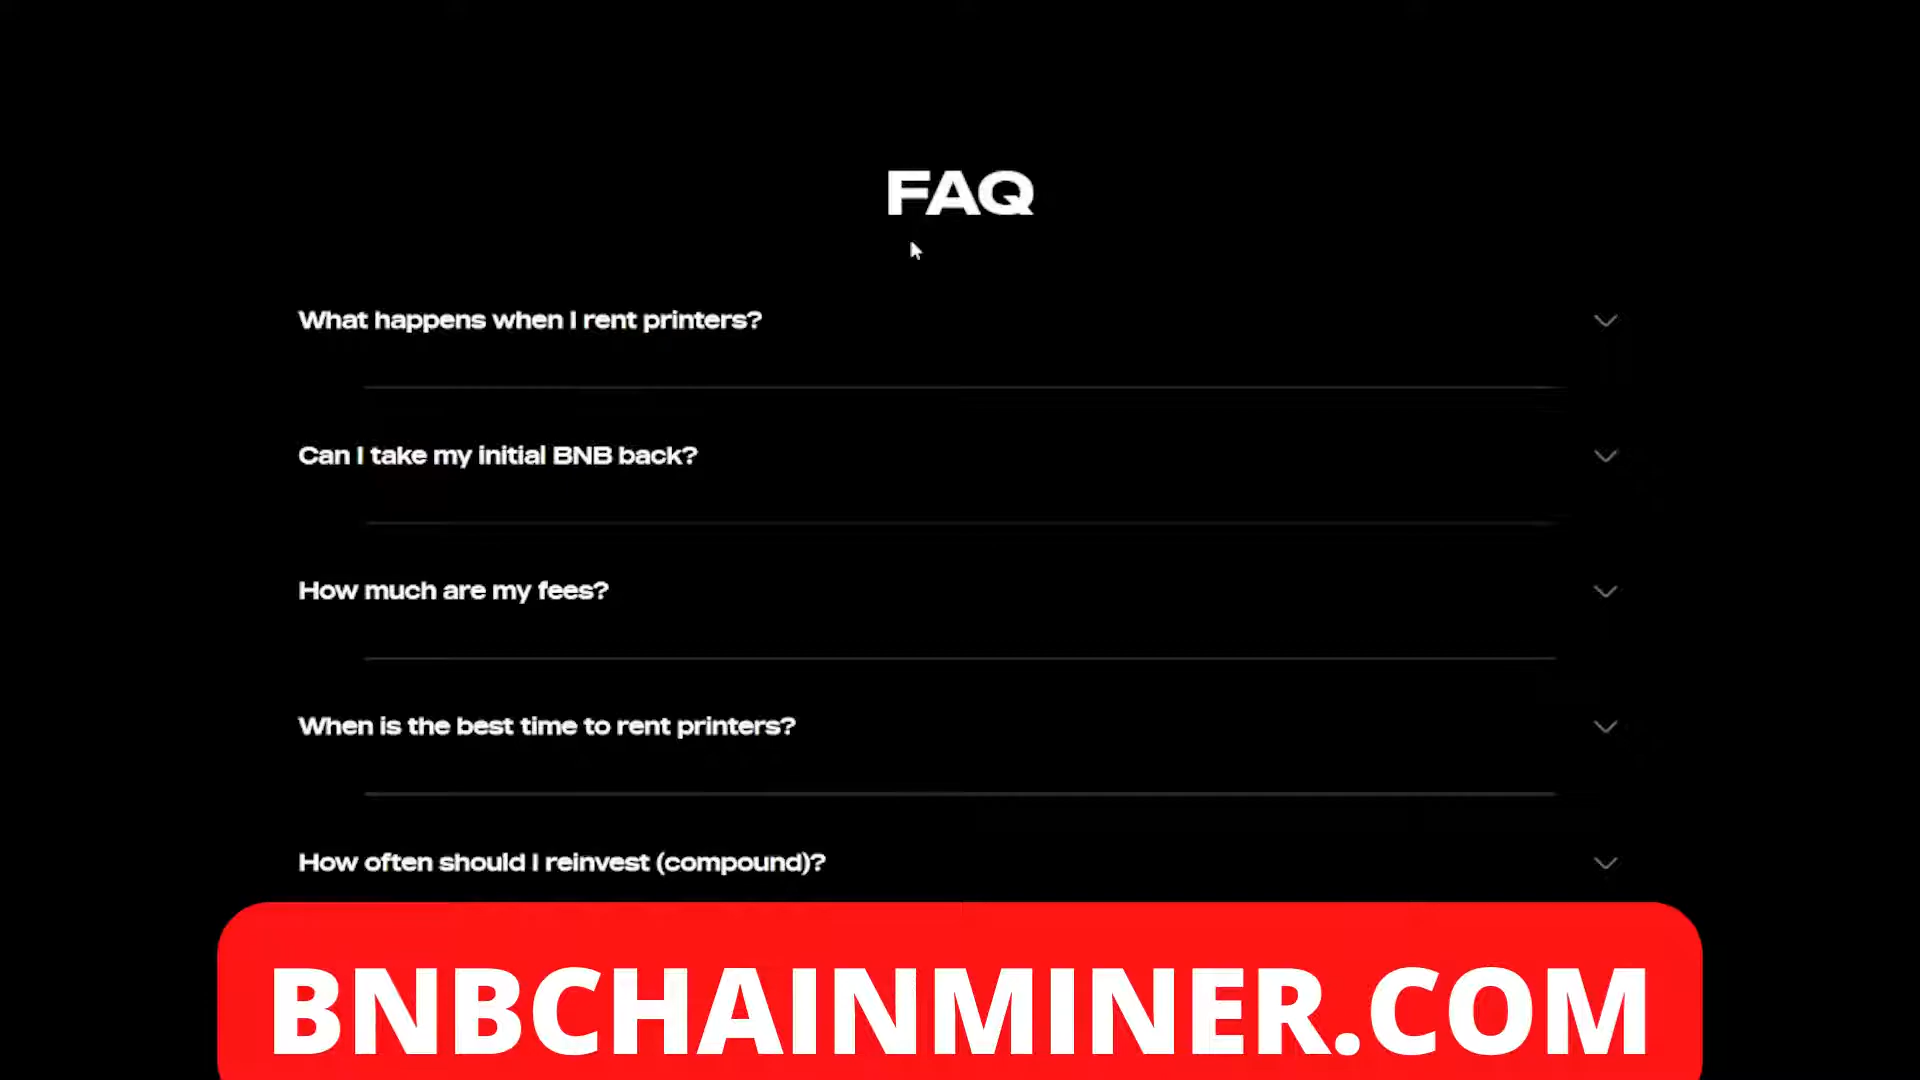 FAQ
What happens when I rent printers?
Can I take my initial BNB back?
How much are my fees?
When is the best time to rent printers?
How often should I reinvest (compound)?
BNBCHAINMINER.COM